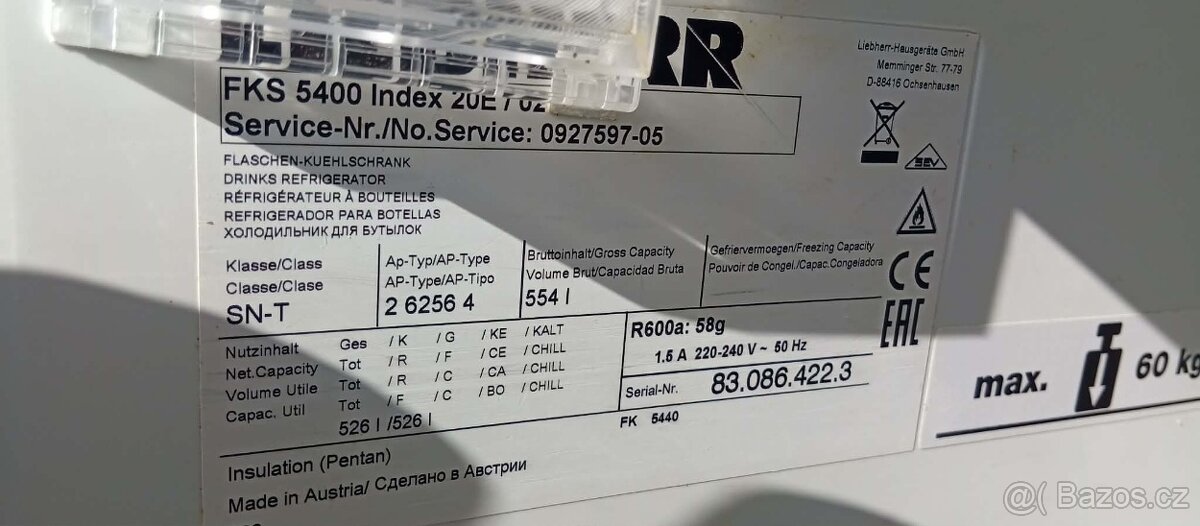 RR
Liebherr-Hausgeräte GmbH
Memminger Str. 77-79
D-88416 Ochsenhausen
FKS 5400 Index 20E / 02
Service-Nr./No.Service: 0927597-05
SEV
FLASCHEN-KUEHLSCHRANK
DRINKS REFRIGERATOR
RÉFRIGÉRATEUR À BOUTEILLES
REFRIGERADOR PARA BOTELLAS
ХОЛОДИЛЬНИК ДЛЯ БУТЫЛОК
Klasse/Class
Classe/Clase
SN-T
Ap-Typ/AP-Type
AP-Type/AP-Tipo
2 6256 4
Bruttoinhalt/Gross Capacity
Volume Brut/Capacidad Bruta
554 l
Gefriervermoegen/Freezing Capacity
Pouvoir de Congel./Capac.Congeladora
CE
EAC
Nutzinhalt Ges / K / G / KE / KALT
Net.Capacity Tot / R / F / CE / CHILL
Volume Utile Tot / R / C / CA / CHILL
Capac. Util Tot / F / C / BO / CHILL
526 l /526 l
R600a: 58g
1.5 A 220-240 V ~ 50 Hz
Serial-Nr. 83.086.422.3
FK 5440
Insulation (Pentan)
Made in Austria/ Сделано в Австрии
max. 60 kg
@( Bazos.cz